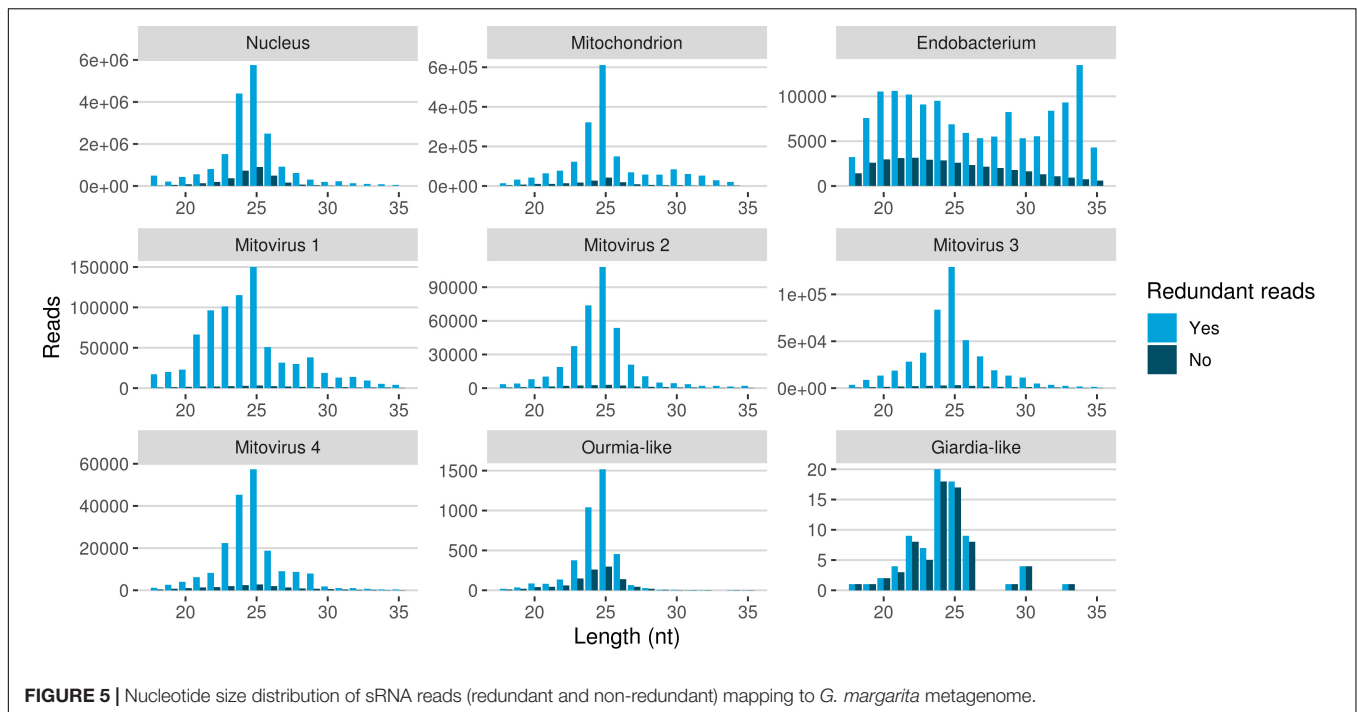 Nucleus
Mitochondrion
Endobacterium
6e+06
4e+06
2e+06
0e+00
20 25 30 35
6e+05
4e+05
2e+05
0e+00
20 25 30 35
10000
5000
0
20 25 30 35
Mitovirus 1
Mitovirus 2
Mitovirus 3
Reads
150000
100000
50000
0
20 25 30 35
90000
60000
30000
0
20 25 30 35
1e+05
5e+04
0e+00
20 25 30 35
Redundant reads
Yes
No
Mitovirus 4
Ourmia-like
Giardia-like
60000
40000
20000
0
20 25 30 35
1500
1000
500
0
20 25 30 35
20
15
10
5
0
20 25 30 35
Length (nt)
FIGURE 5 | Nucleotide size distribution of sRNA reads (redundant and non-redundant) mapping to G. margarita metagenome.